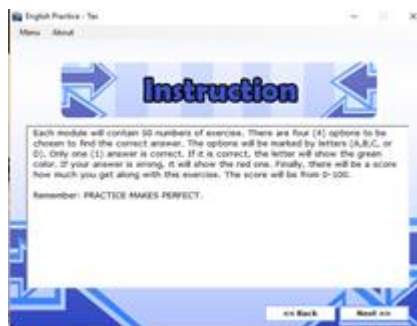 English Practice - Tes
Menu About
Instruction
Each module will contain 50 numbers of exercise. There are four (4) options to be
chosen to find the correct answer. The options will be marked by letters (A,B,C, or
D). Only one (1) answer is correct. If it is correct, the letter will show the green
color. If your answer is wrong, it will show the red one. Finally, there will be a score
how much you get along with this exercise. The score will be from 0-100.
Remember: PRACTICE MAKES PERFECT.
<< Back Next >>